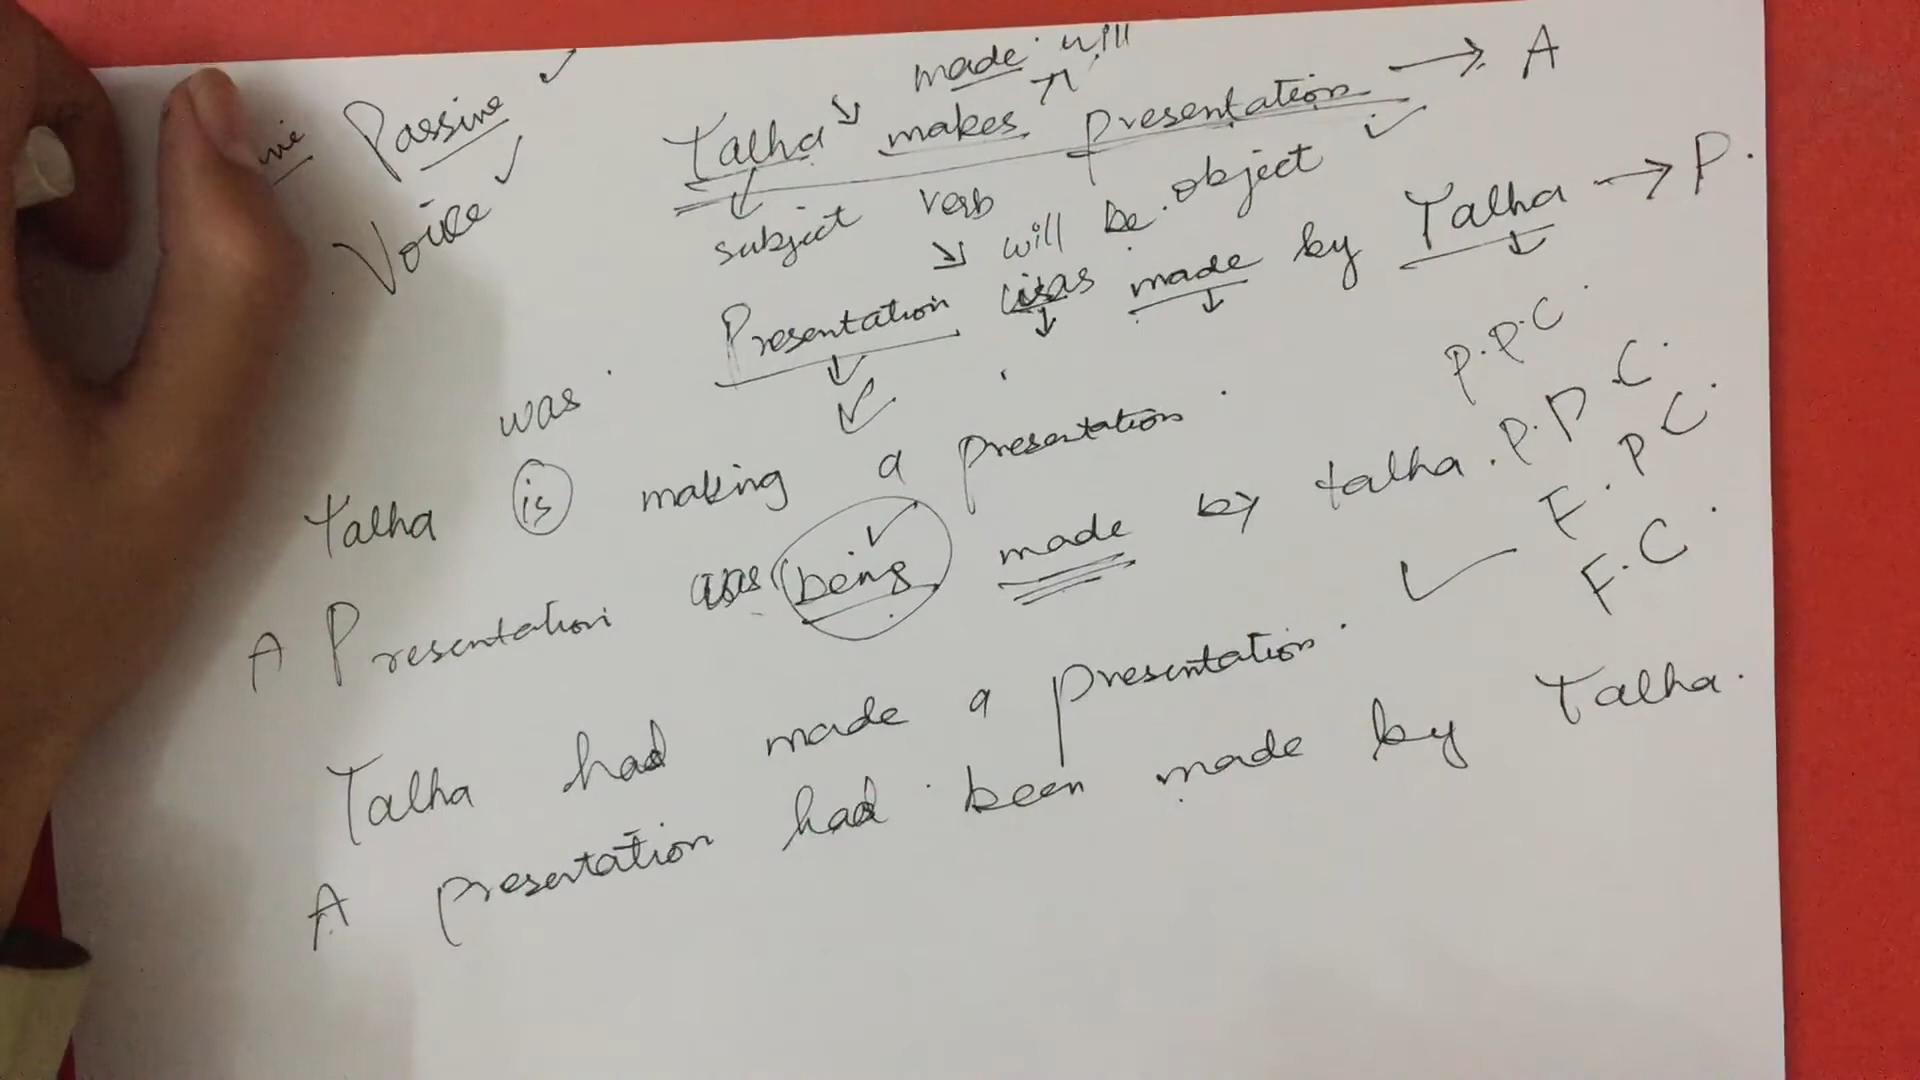 Passive
Voice
made will
Talha makes presentation → A
subject verb object
will be
Presentation was made by Talha → P.
was
Talha is making a presentation.
A Presentation was being made by talha.
P.P.C
P.P.C.
F.P.C.
F.C.
Talha had made a presentation.
A presentation had been made by Talha.